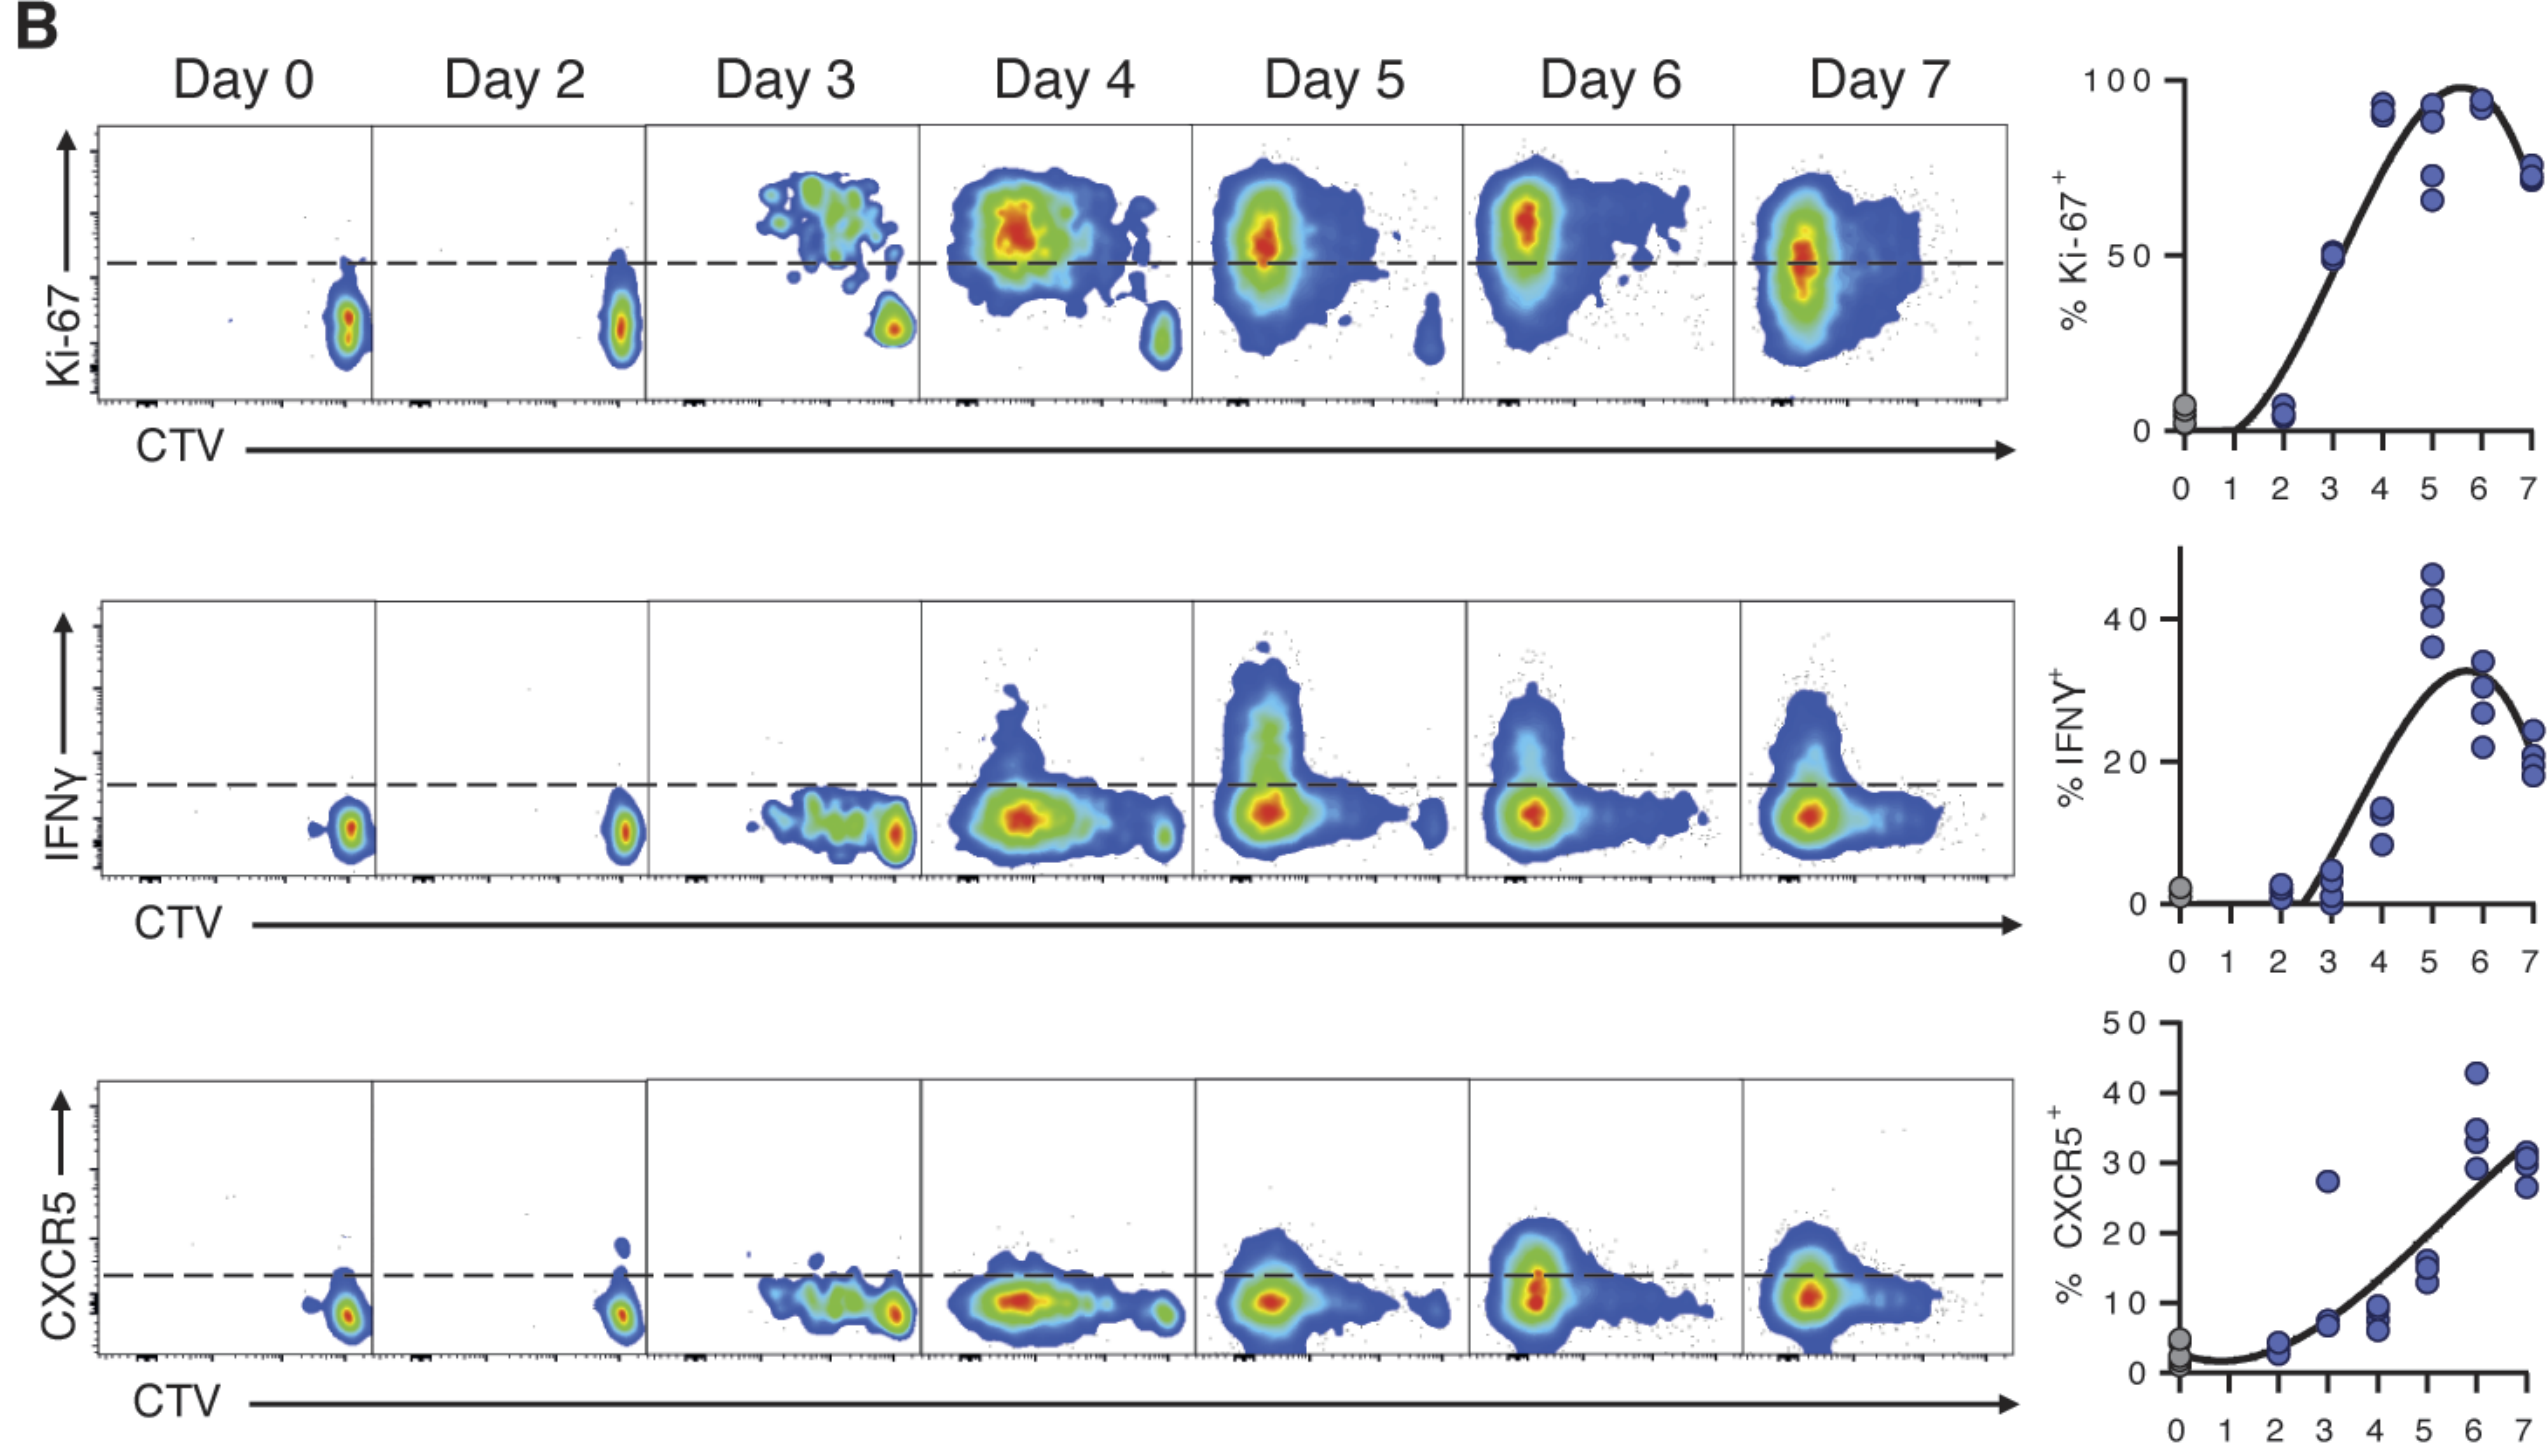 B
Day 0 Day 2 Day 3 Day 4 Day 5 Day 6 Day 7
Ki-67
CTV
% Ki-67+
100
50
0
0 1 2 3 4 5 6 7
IFNγ
CTV
% IFNγ+
40
20
0
0 1 2 3 4 5 6 7
CXCR5
CTV
% CXCR5+
50
40
30
20
10
0
0 1 2 3 4 5 6 7